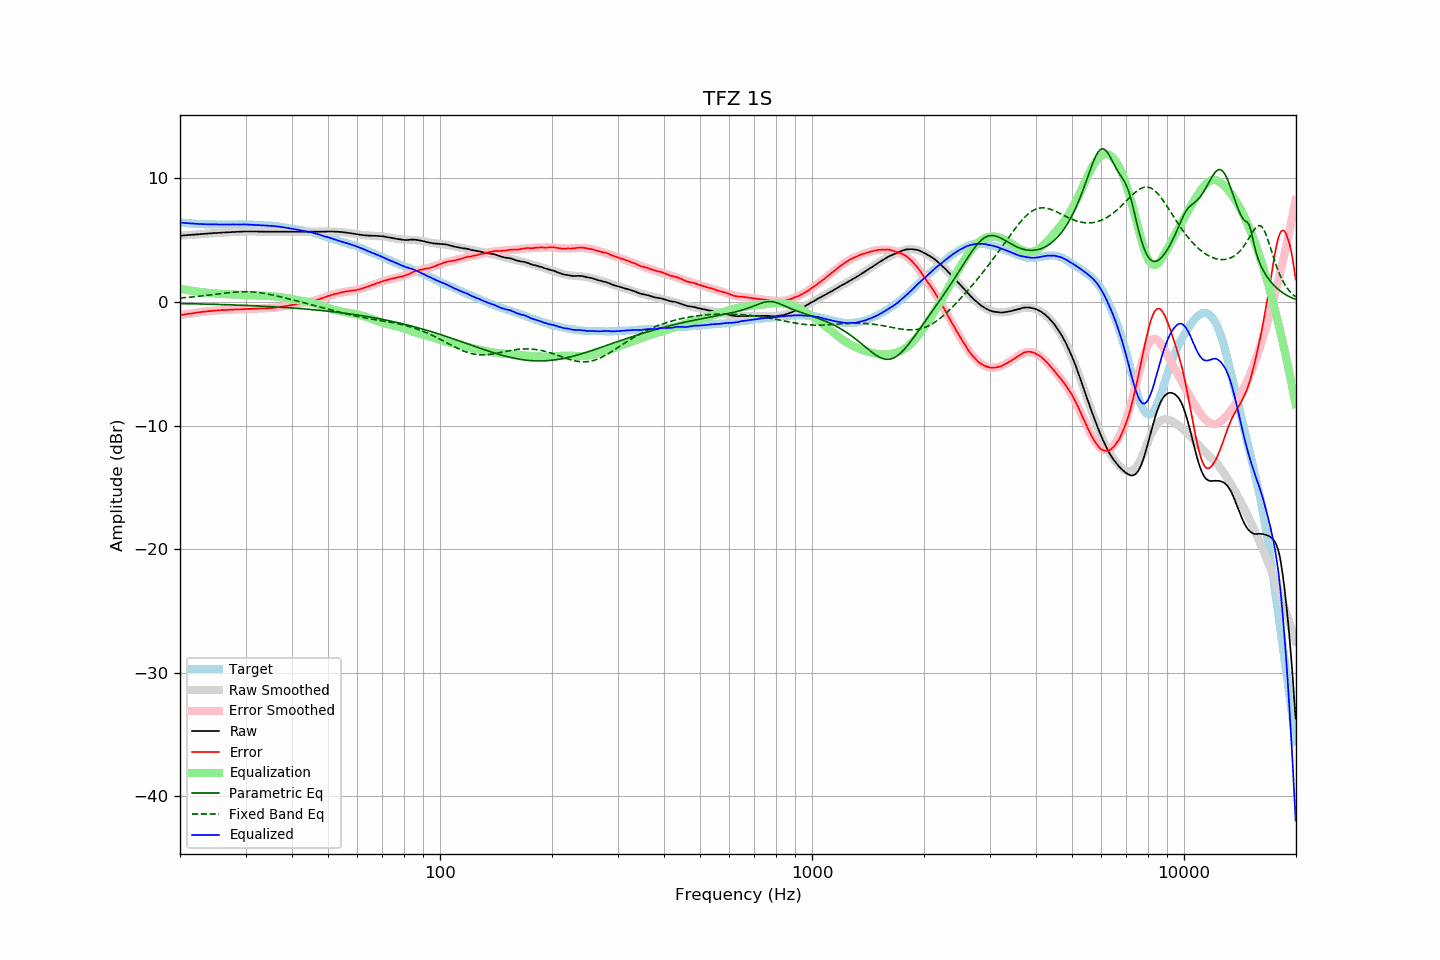 TFZ 1S
10
0
−10
−20
−30
−40
Amplitude (dBr)
Target
Raw Smoothed
Error Smoothed
Raw
Error
Equalization
Parametric Eq
Fixed Band Eq
Equalized
100
1000
10000
Frequency (Hz)